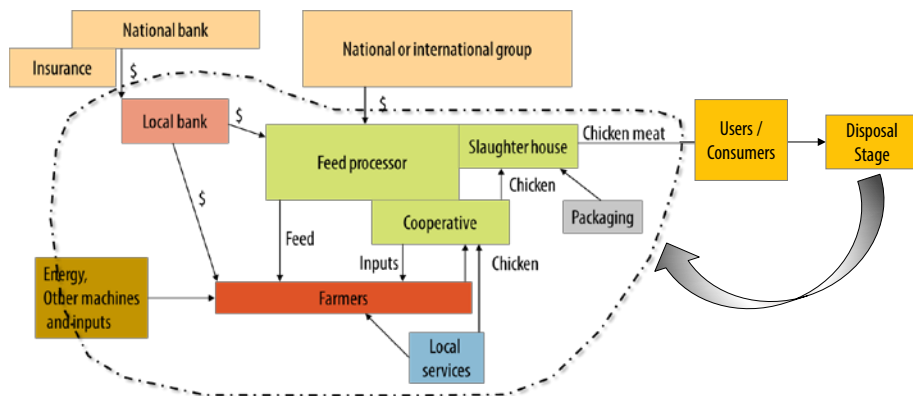 National bank
Insurance
National or international group
$
$
Local bank
$
Feed processor
Slaughter house
Chicken meat
Users /
Consumers
Disposal
Stage
Chicken
Packaging
$
Cooperative
Feed
Inputs
Chicken
Energy,
Other machines
and inputs
Farmers
Local
services